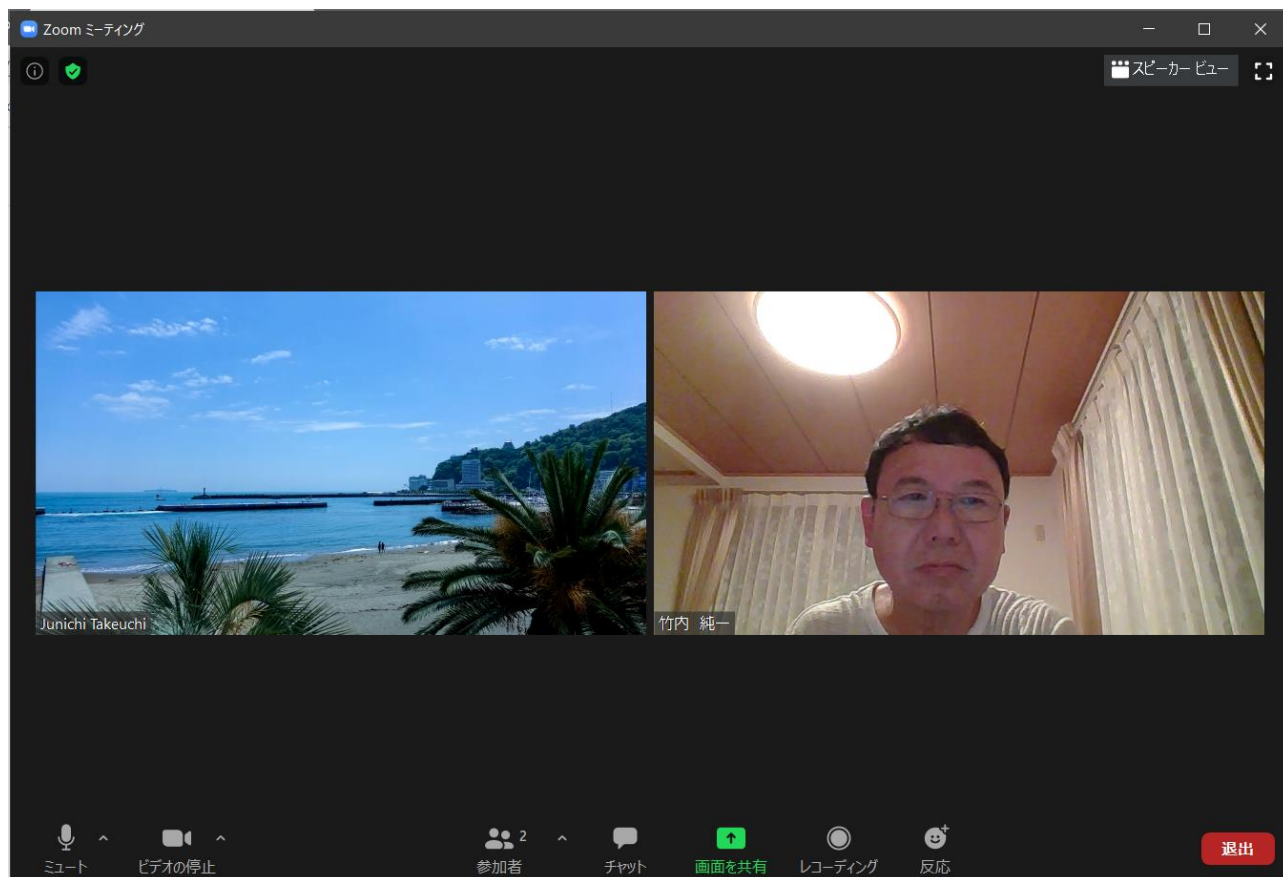 Zoom ミーティング
スピーカー ビュー
Junichi Takeuchi
竹内 純一
ミュート
ビデオの停止
2
参加者
チャット
画面を共有
レコーディング
反応
退出